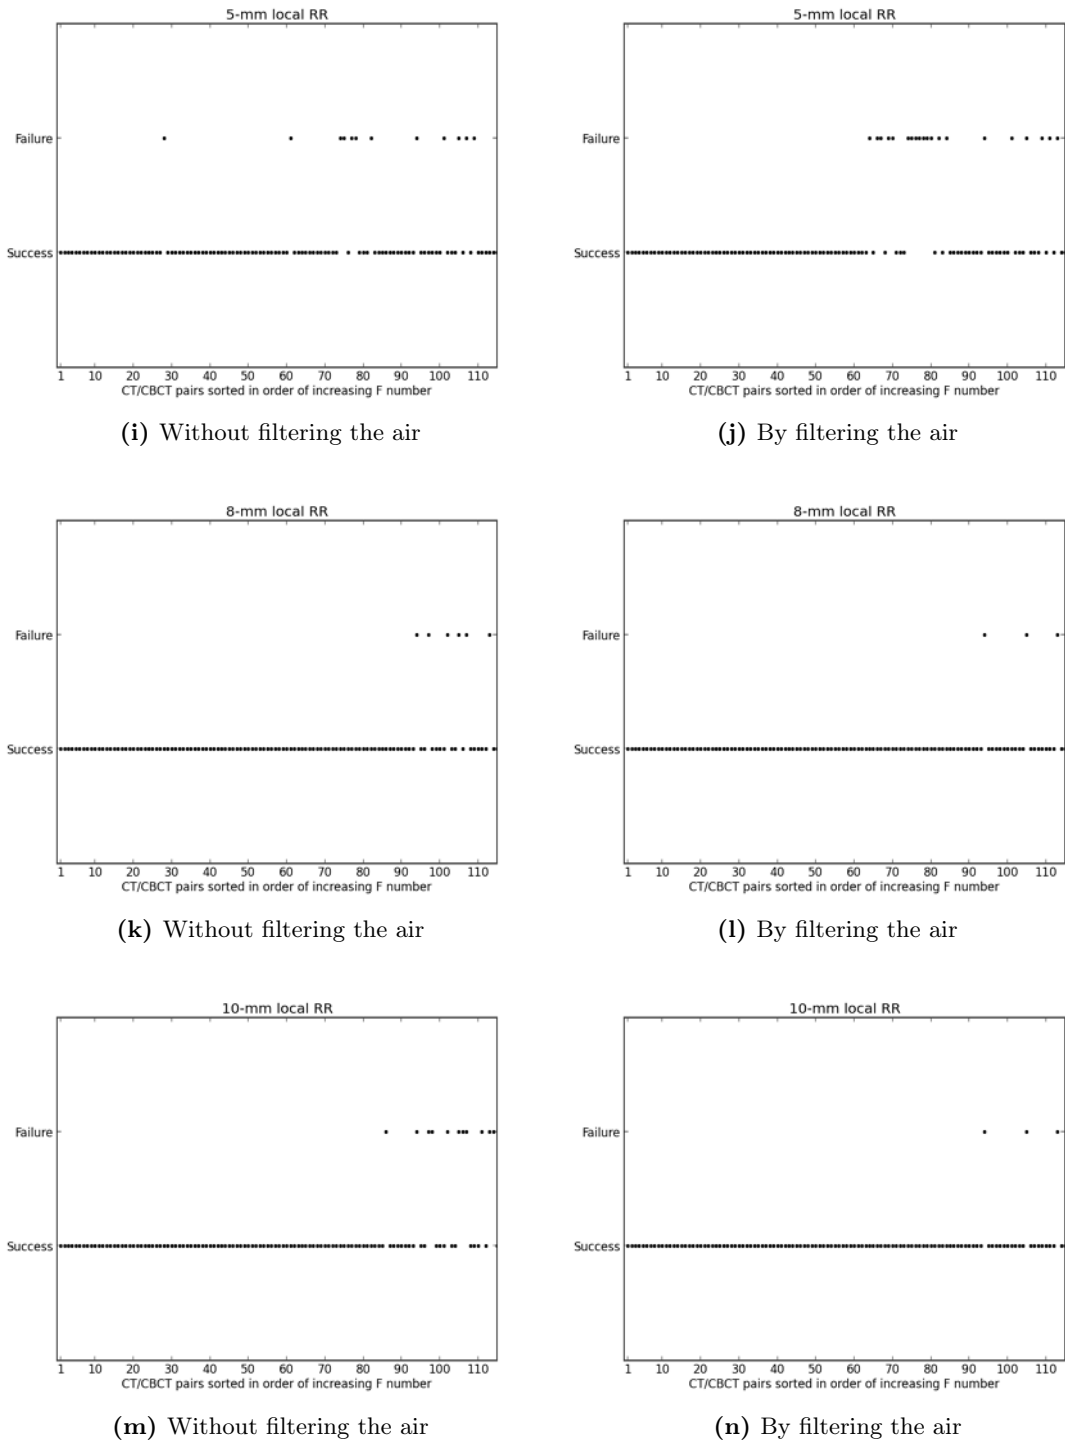 5-mm local RR
Failure
Success
1 10 20 30 40 50 60 70 80 90 100 110
CT/CBCT pairs sorted in order of increasing F number
(i) Without filtering the air
5-mm local RR
Failure
Success
1 10 20 30 40 50 60 70 80 90 100 110
CT/CBCT pairs sorted in order of increasing F number
(j) By filtering the air
8-mm local RR
Failure
Success
1 10 20 30 40 50 60 70 80 90 100 110
CT/CBCT pairs sorted in order of increasing F number
(k) Without filtering the air
8-mm local RR
Failure
Success
1 10 20 30 40 50 60 70 80 90 100 110
CT/CBCT pairs sorted in order of increasing F number
(l) By filtering the air
10-mm local RR
Failure
Success
1 10 20 30 40 50 60 70 80 90 100 110
CT/CBCT pairs sorted in order of increasing F number
(m) Without filtering the air
10-mm local RR
Failure
Success
1 10 20 30 40 50 60 70 80 90 100 110
CT/CBCT pairs sorted in order of increasing F number
(n) By filtering the air